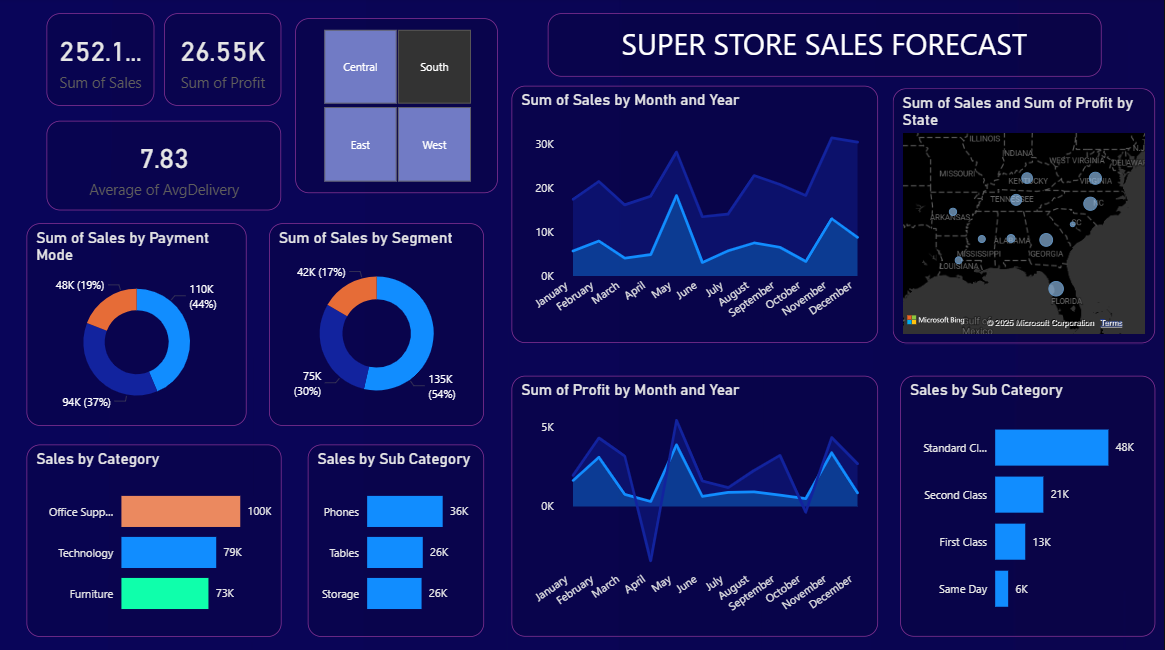 252.1...
Sum of Sales
26.55K
Sum of Profit
7.83
Average of AvgDelivery
Central
South
East
West
SUPER STORE SALES FORECAST
Sum of Sales by Payment
Mode
48K (19%)
110K
(44%)
94K (37%)
Sum of Sales by Segment
42K (17%)
75K
(30%)
135K
(54%)
Sum of Sales by Month and Year
30K
20K
10K
0K
January
February
March
April
May
June
July
August
September
October
November
December
Sum of Sales and Sum of Profit by
State
ILLINOIS
INDIANA
WEST VIRGINIA
DELAWAR
MISSOURI
KENTUCKY
VIRGINIA
TENNESSEE
NC
ARKANSAS
SC
ALABAMA
MISSISSIPPI
GEORGIA
LOUISIANA
FLORIDA
Microsoft Bing
Gulf of
Mexico
© 2025 Microsoft Corporation
Terms
Sales by Category
Office Supp...
100K
Technology
79K
Furniture
73K
Sales by Sub Category
Phones
36K
Tables
26K
Storage
26K
Sum of Profit by Month and Year
5K
0K
January
February
March
April
May
June
July
August
September
October
November
December
Sales by Sub Category
Standard Cl...
48K
Second Class
21K
First Class
13K
Same Day
6K